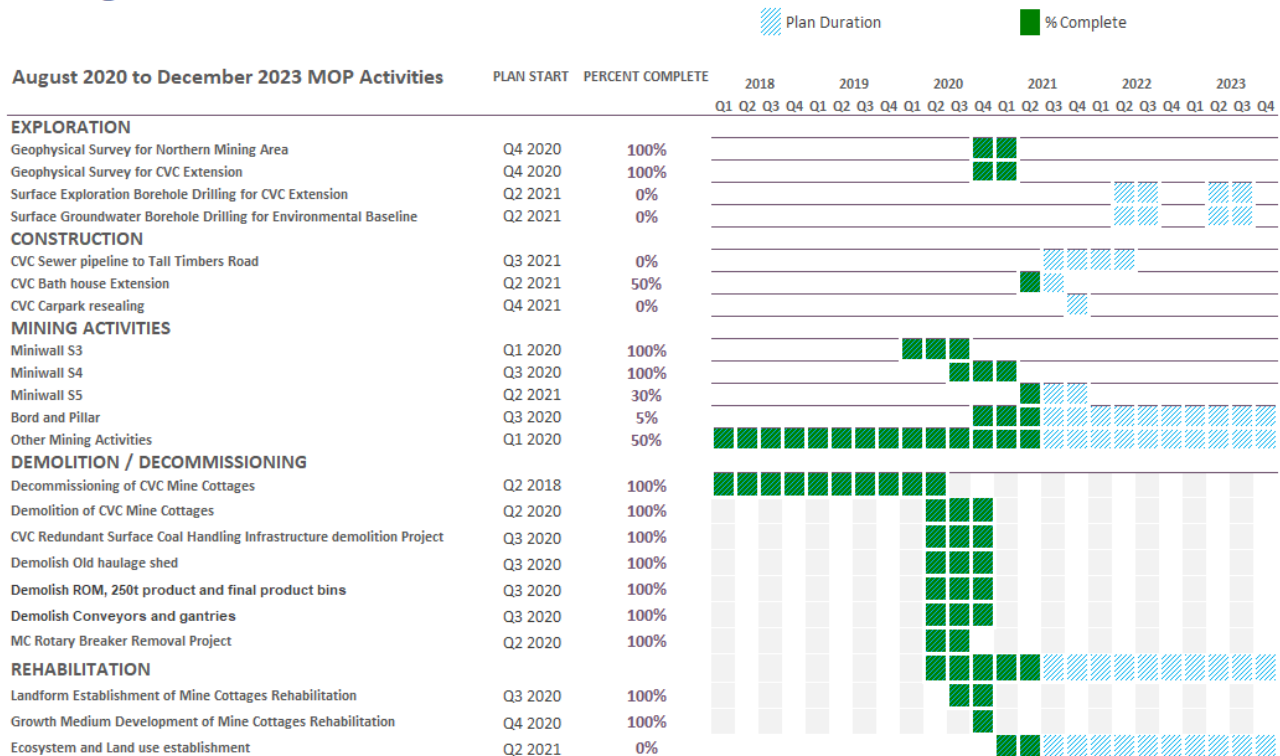 Plan Duration % Complete
August 2020 to December 2023 MOP Activities PLAN START PERCENT COMPLETE 2018 2019 2020 2021 2022 2023
Q1 Q2 Q3 Q4 Q1 Q2 Q3 Q4 Q1 Q2 Q3 Q4 Q1 Q2 Q3 Q4 Q1 Q2 Q3 Q4 Q1 Q2 Q3 Q4
EXPLORATION
Geophysical Survey for Northern Mining Area Q4 2020 100%
Geophysical Survey for CVC Extension Q4 2020 100%
Surface Exploration Borehole Drilling for CVC Extension Q2 2021 0%
Surface Groundwater Borehole Drilling for Environmental Baseline Q2 2021 0%
CONSTRUCTION
CVC Sewer pipeline to Tall Timbers Road Q3 2021 0%
CVC Bath house Extension Q2 2021 50%
CVC Carpark resealing Q4 2021 0%
MINING ACTIVITIES
Miniwall S3 Q1 2020 100%
Miniwall S4 Q3 2020 100%
Miniwall S5 Q2 2021 30%
Bord and Pillar Q3 2020 5%
Other Mining Activities Q1 2020 50%
DEMOLITION / DECOMMISSIONING
Decommissioning of CVC Mine Cottages Q2 2018 100%
Demolition of CVC Mine Cottages Q2 2020 100%
CVC Redundant Surface Coal Handling Infrastructure demolition Project Q3 2020 100%
Demolish Old haulage shed Q3 2020 100%
Demolish ROM, 250t product and final product bins Q3 2020 100%
Demolish Conveyors and gantries Q3 2020 100%
MC Rotary Breaker Removal Project Q2 2020 100%
REHABILITATION
Landform Establishment of Mine Cottages Rehabilitation Q3 2020 100%
Growth Medium Development of Mine Cottages Rehabilitation Q4 2020 100%
Ecosystem and Land use establishment Q2 2021 0%